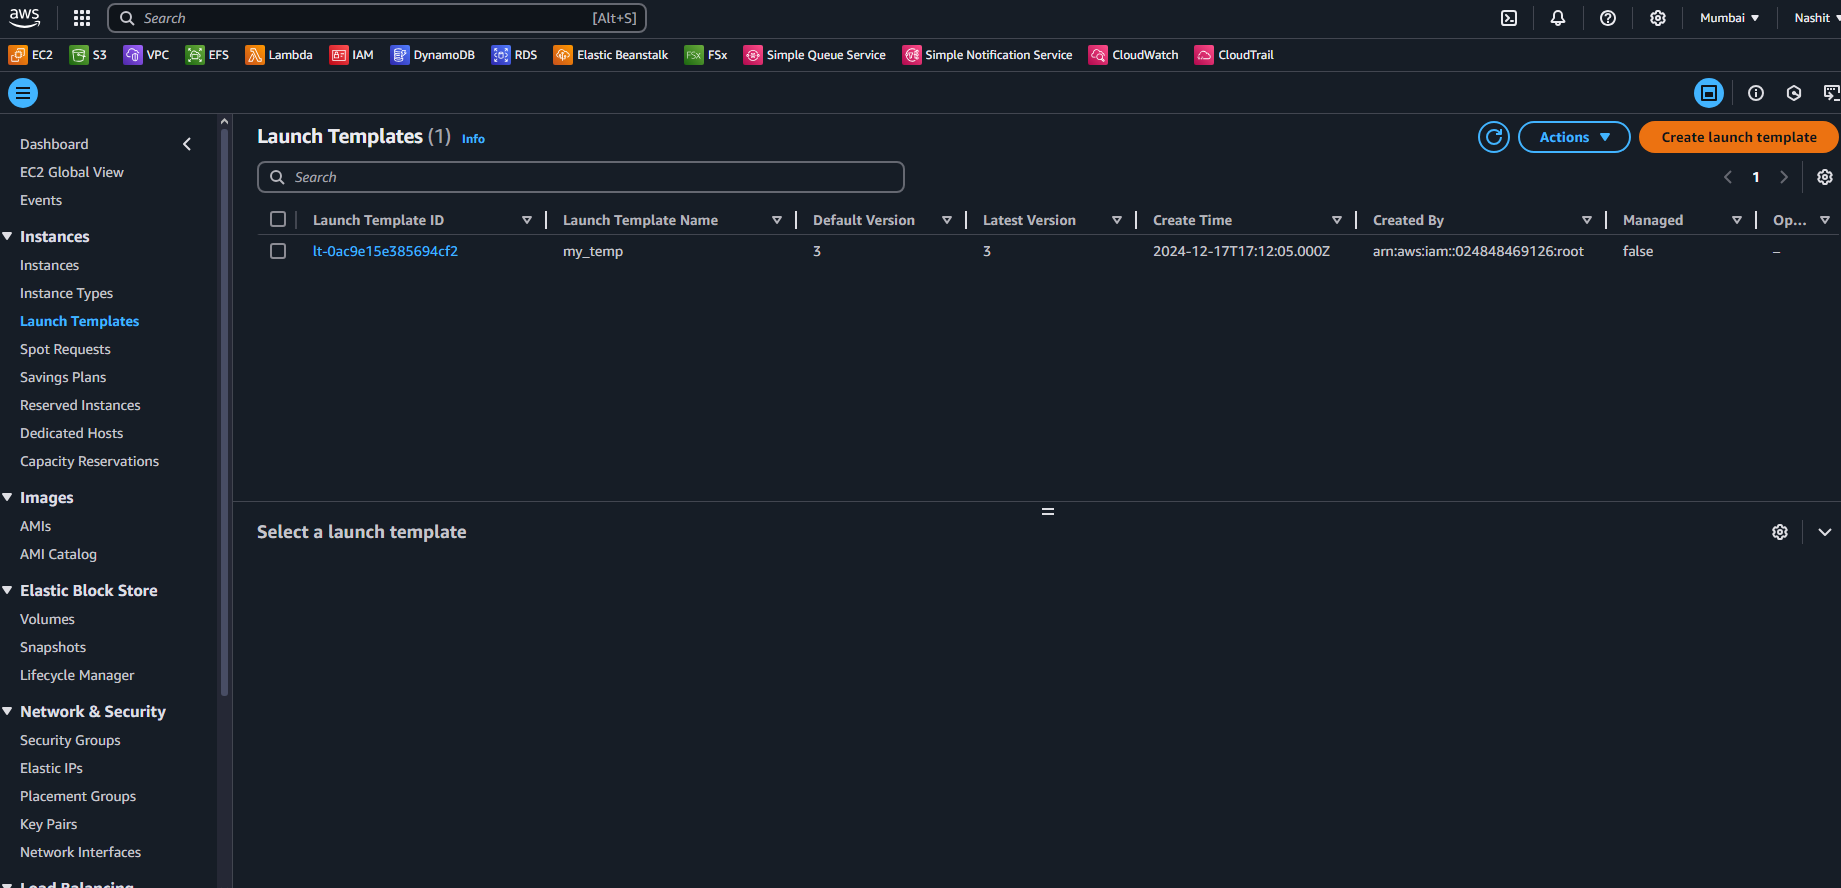 aws Search [Alt+S] Mumbai Nashit
EC2 S3 VPC EFS Lambda IAM DynamoDB RDS Elastic Beanstalk FSx FSx Simple Queue Service Simple Notification Service CloudWatch CloudTrail
Dashboard
EC2 Global View
Events
Instances
Instances
Instance Types
Launch Templates
Spot Requests
Savings Plans
Reserved Instances
Dedicated Hosts
Capacity Reservations
Images
AMIs
AMI Catalog
Elastic Block Store
Volumes
Snapshots
Lifecycle Manager
Network & Security
Security Groups
Elastic IPs
Placement Groups
Key Pairs
Network Interfaces
Load Balancing
Launch Templates (1) Info Actions Create launch template
Search 1
Launch Template ID Launch Template Name Default Version Latest Version Create Time Created By Managed Op...
lt-0ac9e15e385694cf2 my_temp 3 3 2024-12-17T17:12:05.000Z arn:aws:iam::024848469126:root false –
Select a launch template